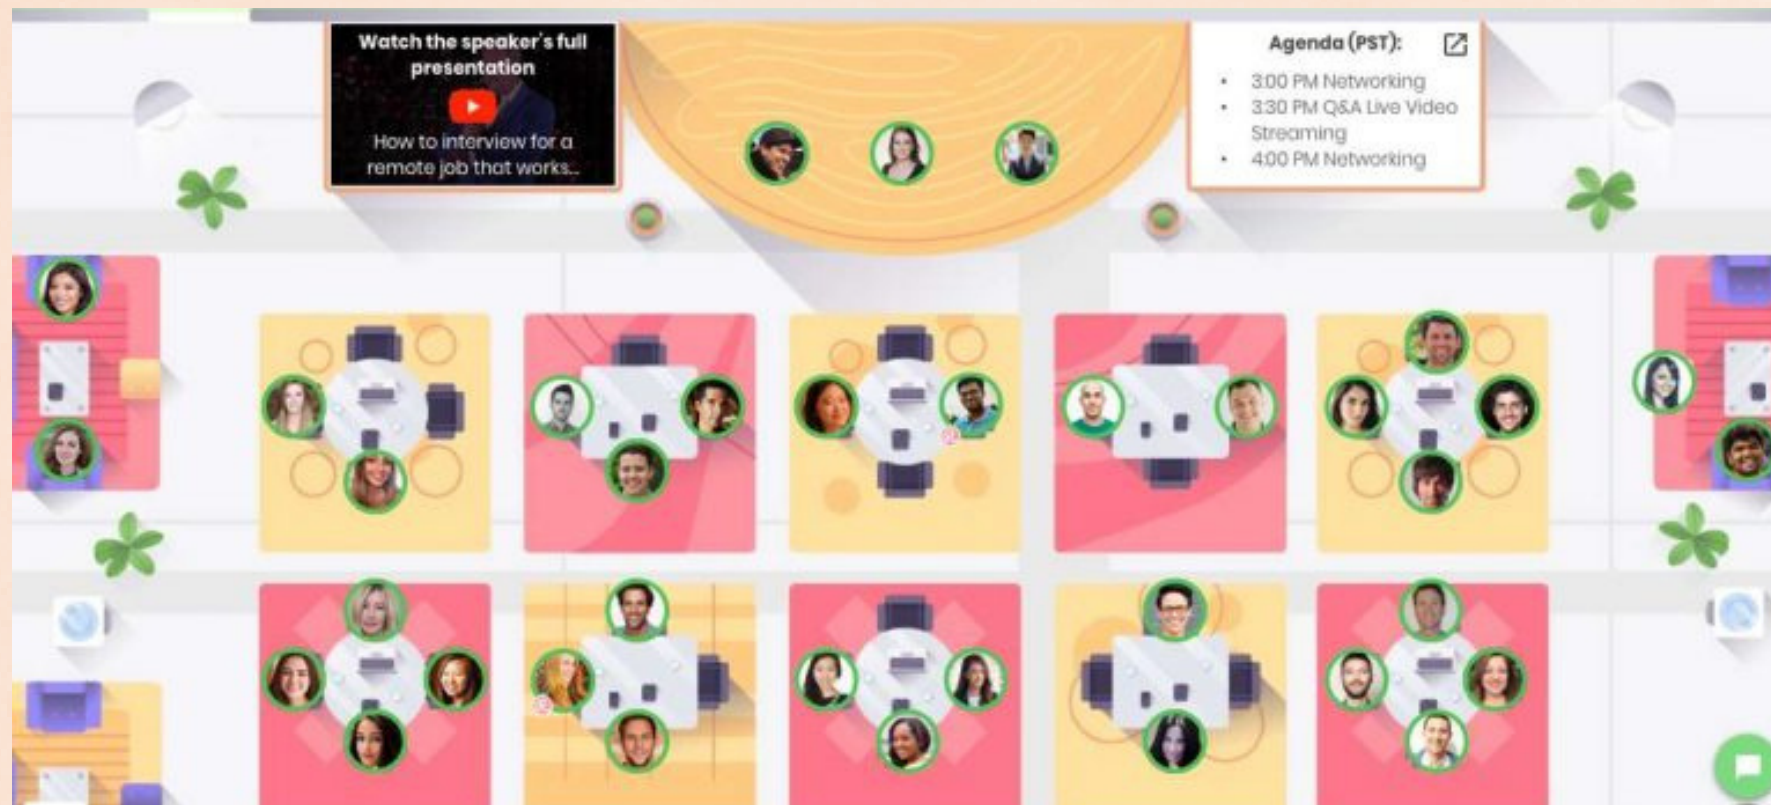 Watch the speaker's full
presentation
How to interview for a
remote job that works...
Agenda (PST):
• 3:00 PM Networking
• 3:30 PM Q&A Live Video
Streaming
• 4:00 PM Networking